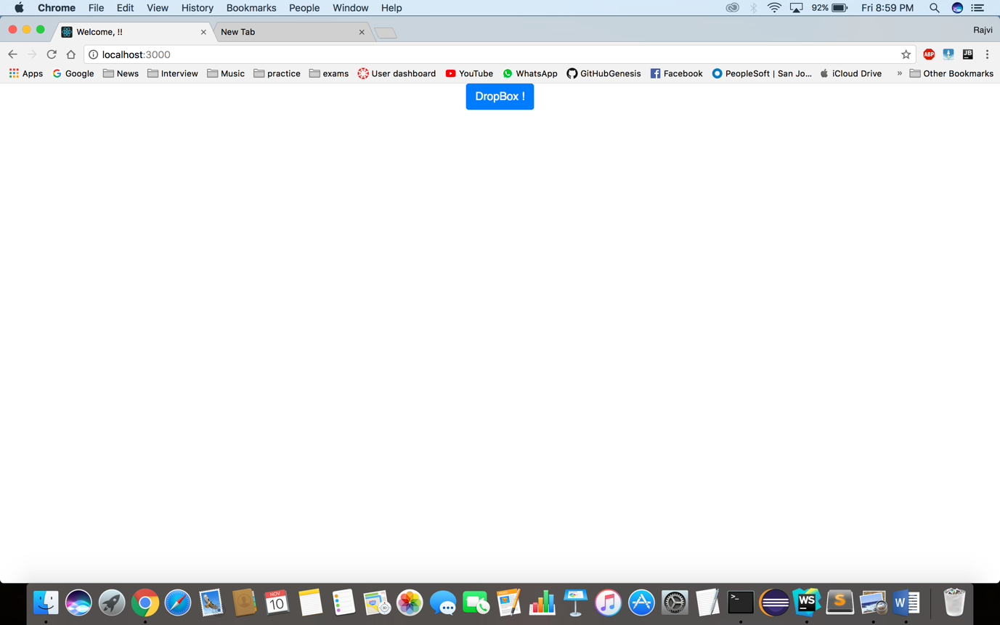 Chrome File Edit View History Bookmarks People Window Help 92% Fri 8:59 PM
Welcome, !! New Tab Rajvi
localhost:3000 ABP JB
Apps Google News Interview Music practice exams User dashboard YouTube WhatsApp GitHubGenesis Facebook PeopleSoft | San Jo... iCloud Drive » Other Bookmarks
DropBox !
NOV 10 >_ WS S W